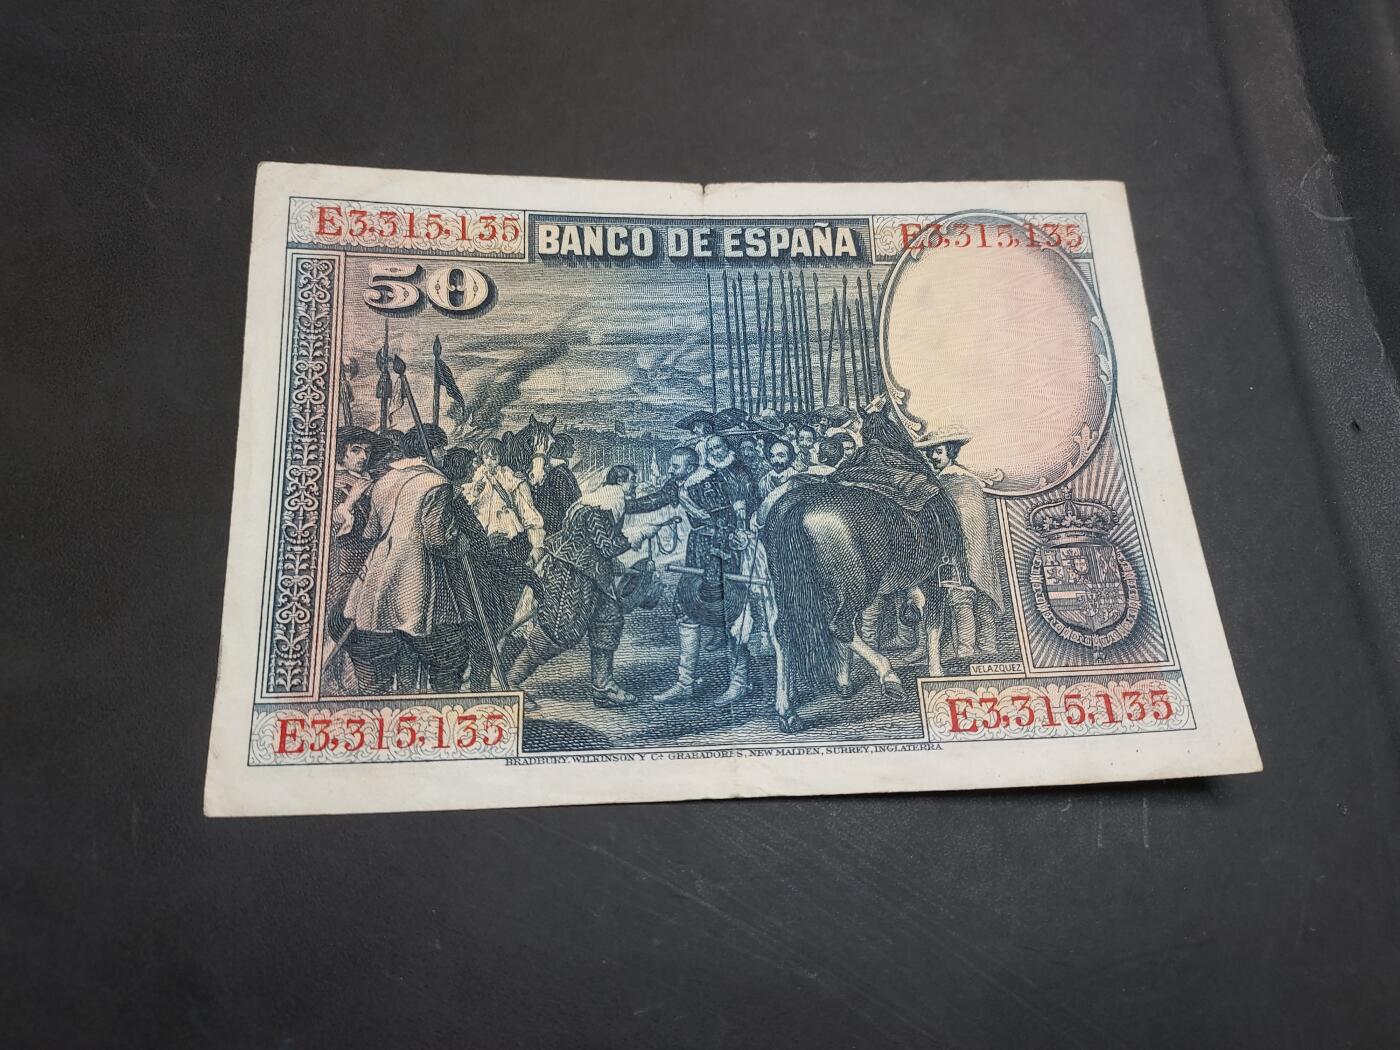 E3,315,135 BANCO DE ESPAÑA E3,315,135
50
VELAZQUEZ
E3,315,135 E3,315,135
BRADBURY, WILKINSON Y Cª GRABADORES, NEW MALDEN, SURREY, INGLATERRA